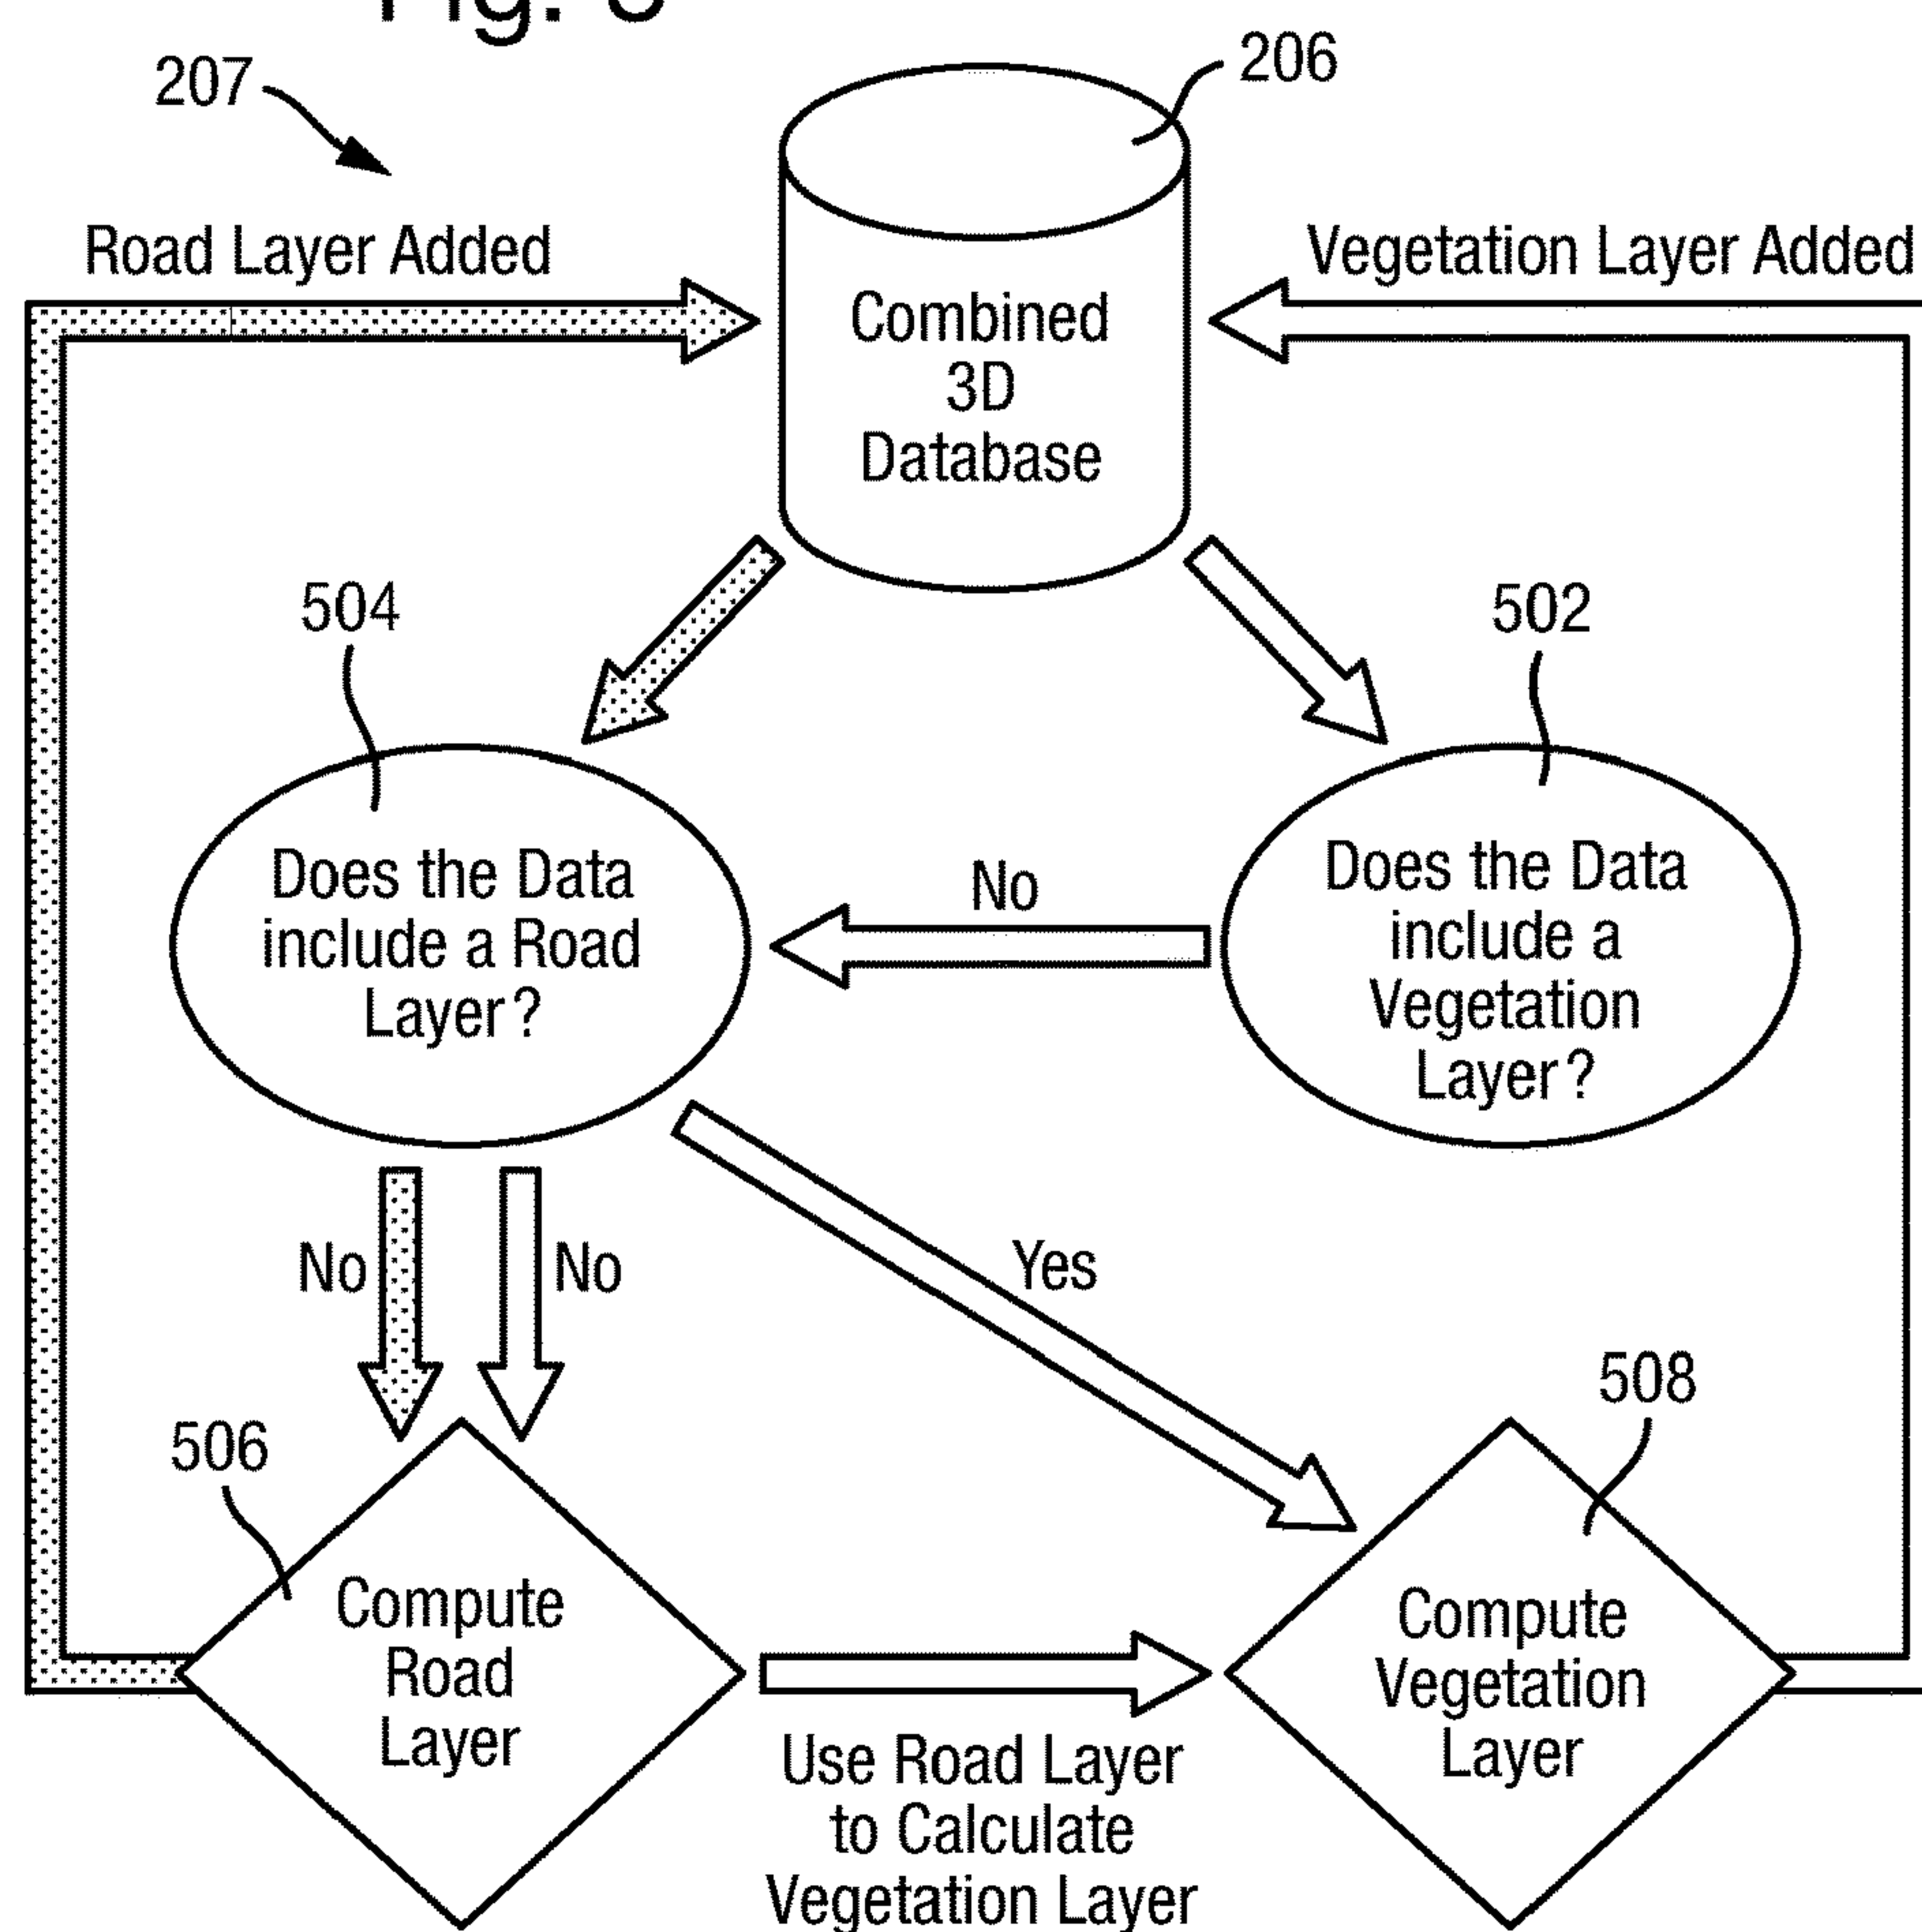 Fig.
207
206
Road Layer Added
Vegetation Layer Added
Combined
3D
Database
504
502
Does the Data
include a Road
Layer?
No
Does the Data
include a
Vegetation
Layer?
No
No
Yes
506
508
Compute
Road
Layer
Compute
Vegetation
Layer
Use Road Layer
to Calculate
Vegetation Layer